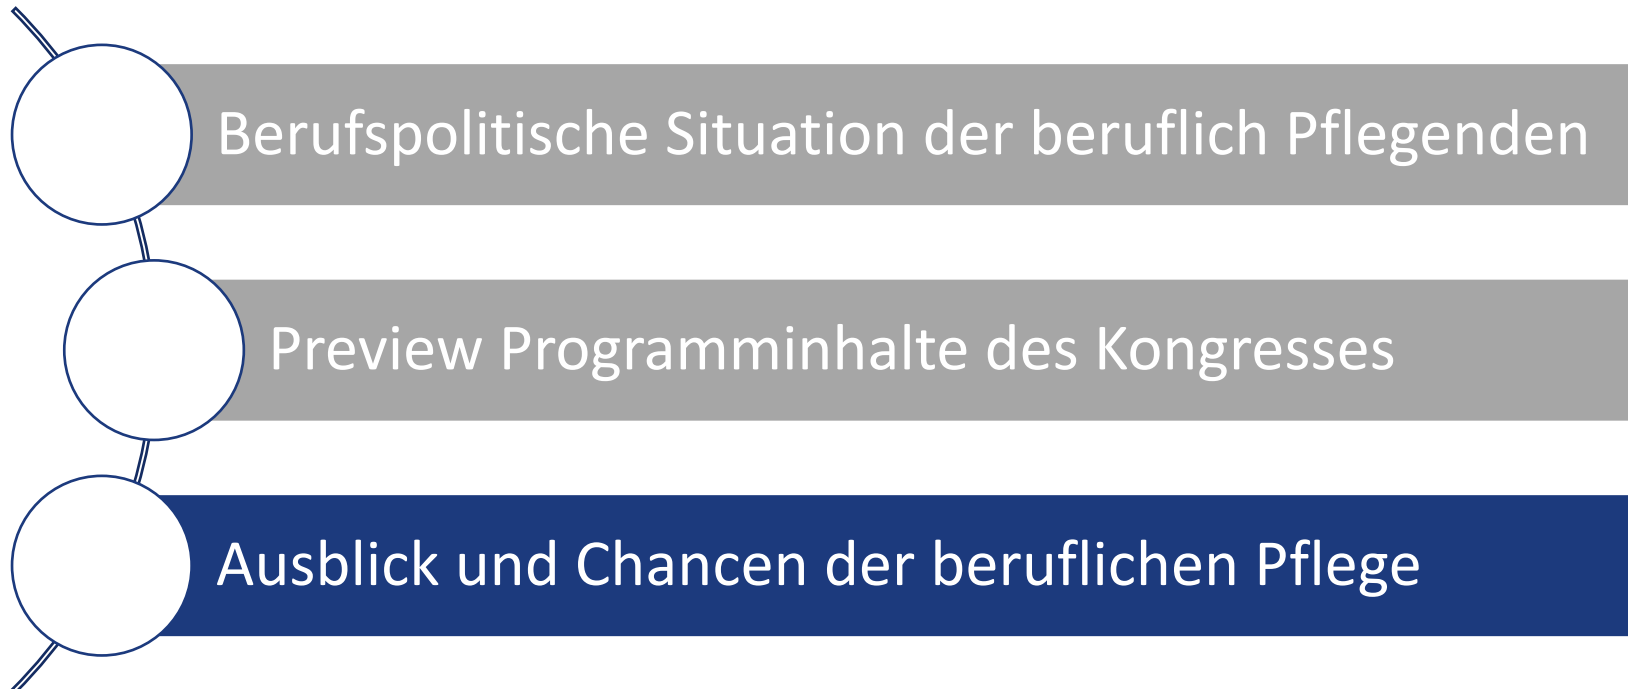 Berufspolitische Situation der beruflich Pflegenden
Preview Programminhalte des Kongresses
Ausblick und Chancen der beruflichen Pflege